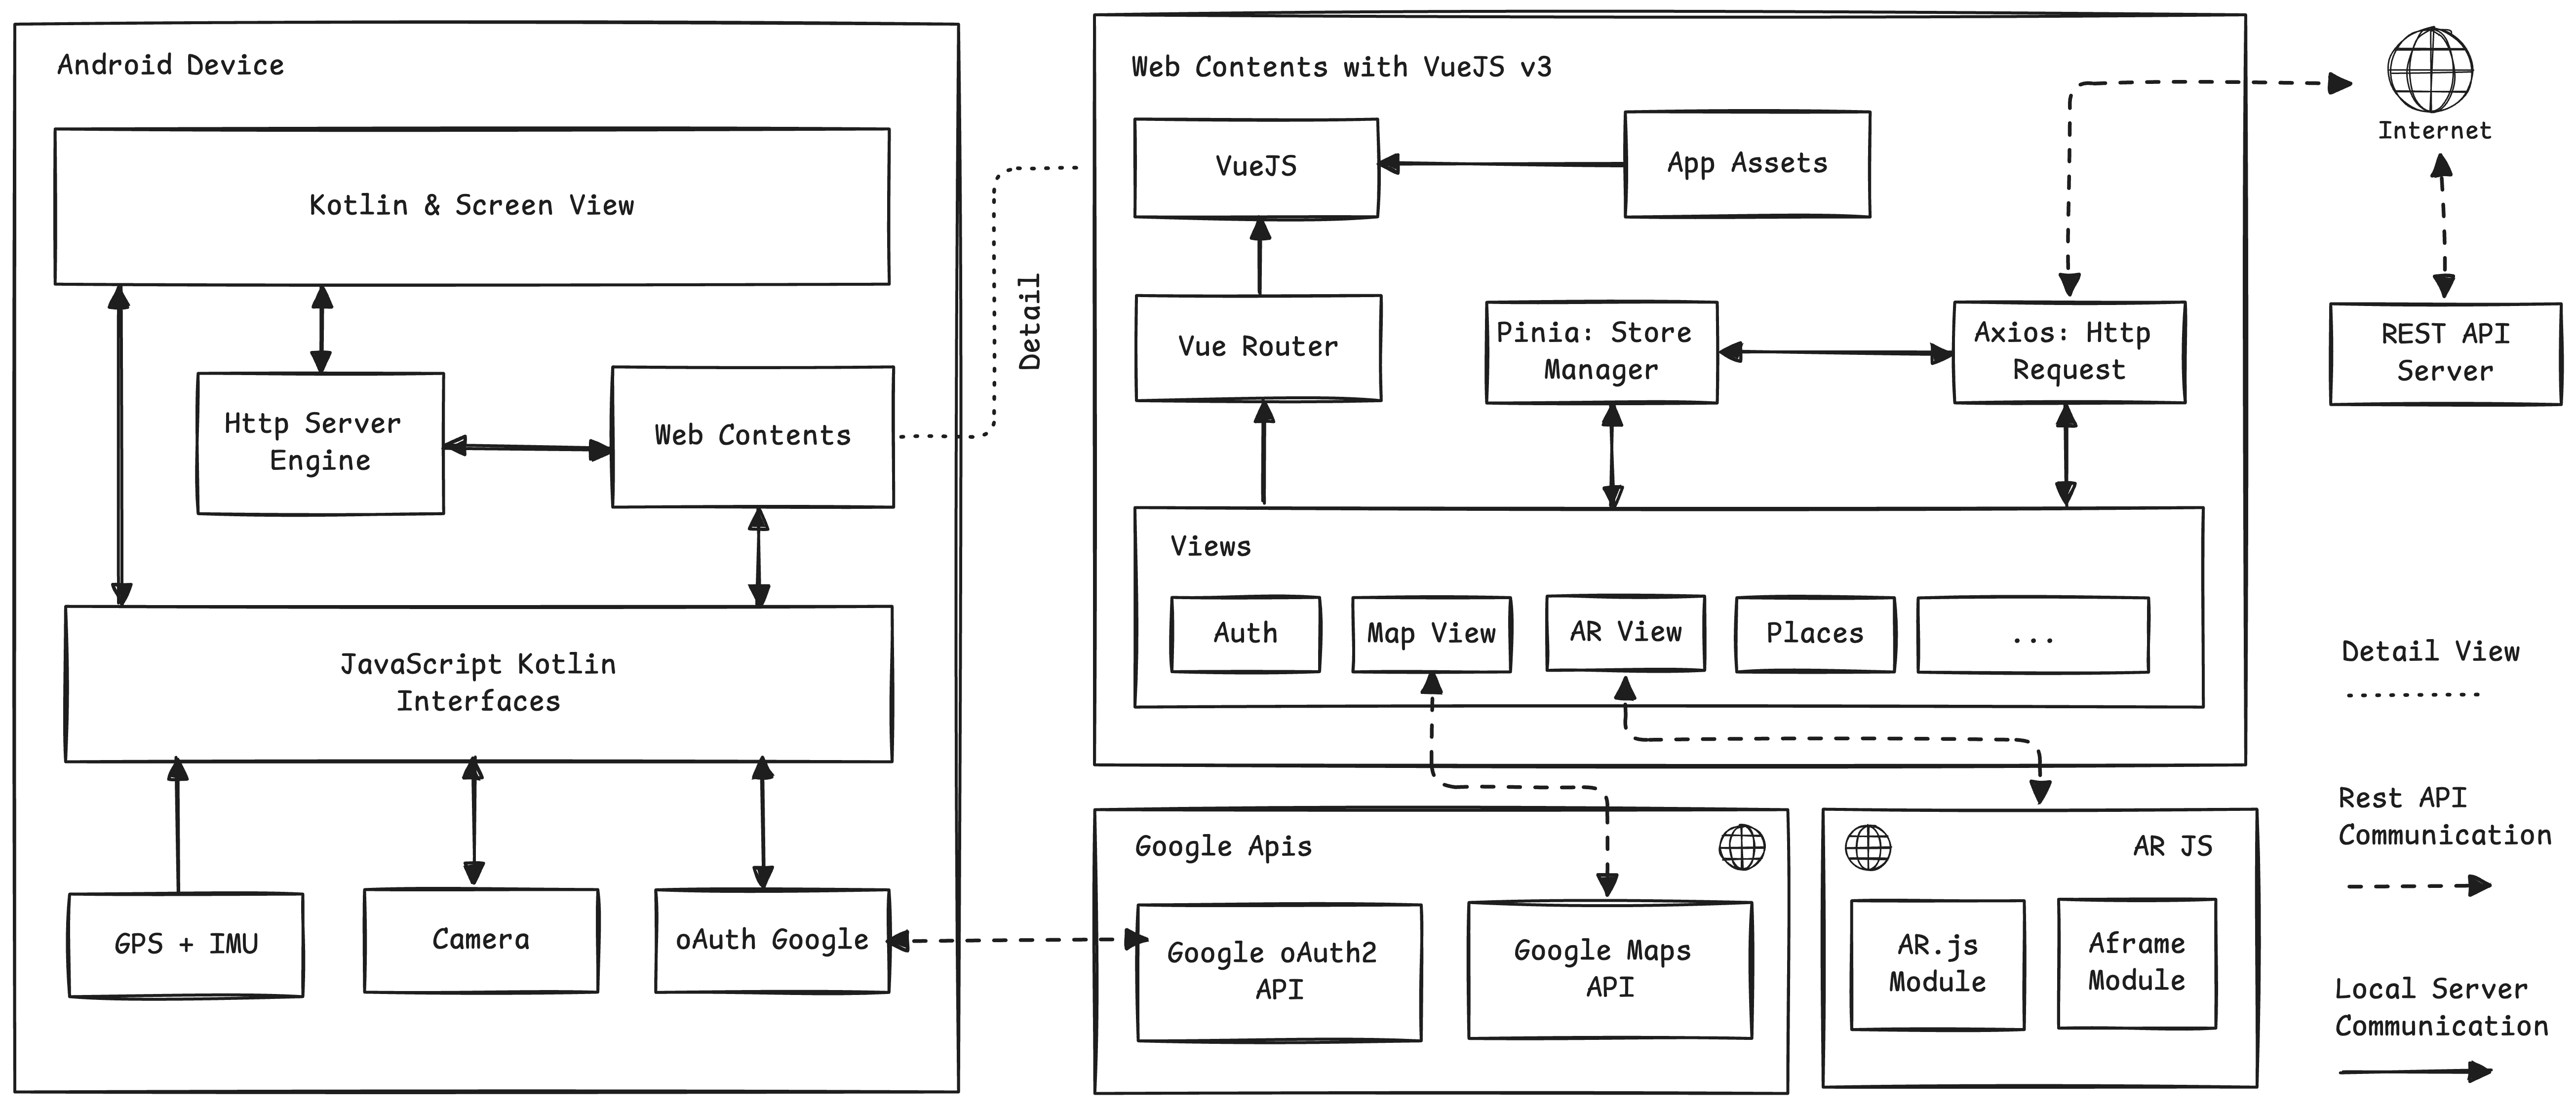 Android Device
Kotlin & Screen View
Http Server
Engine
Web Contents
JavaScript Kotlin
Interfaces
GPS + IMU
Camera
oAuth Google
Detail
Web Contents with VueJS v3
VueJS
App Assets
Vue Router
Pinia: Store
Manager
Axios: Http
Request
Views
Auth
Map View
AR View
Places
...
Google Apis
Google oAuth2
API
Google Maps
API
AR JS
AR.js
Module
Aframe
Module
Internet
REST API
Server
Detail View
Rest API
Communication
Local Server
Communication